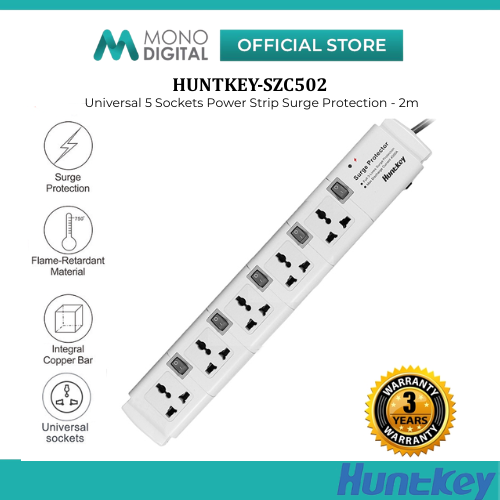 MONO
DIGITAL
OFFICIAL STORE
HUNTKEY-SZC502
Universal 5 Sockets Power Strip Surge Protection - 2m
Surge
Protection
780°
Flame-Retardant
Material
Integral
Copper Bar
Universal
sockets
Surge Protector
Huntkey
WARRANTY
3
YEARS
WARRANTY
Huntkey